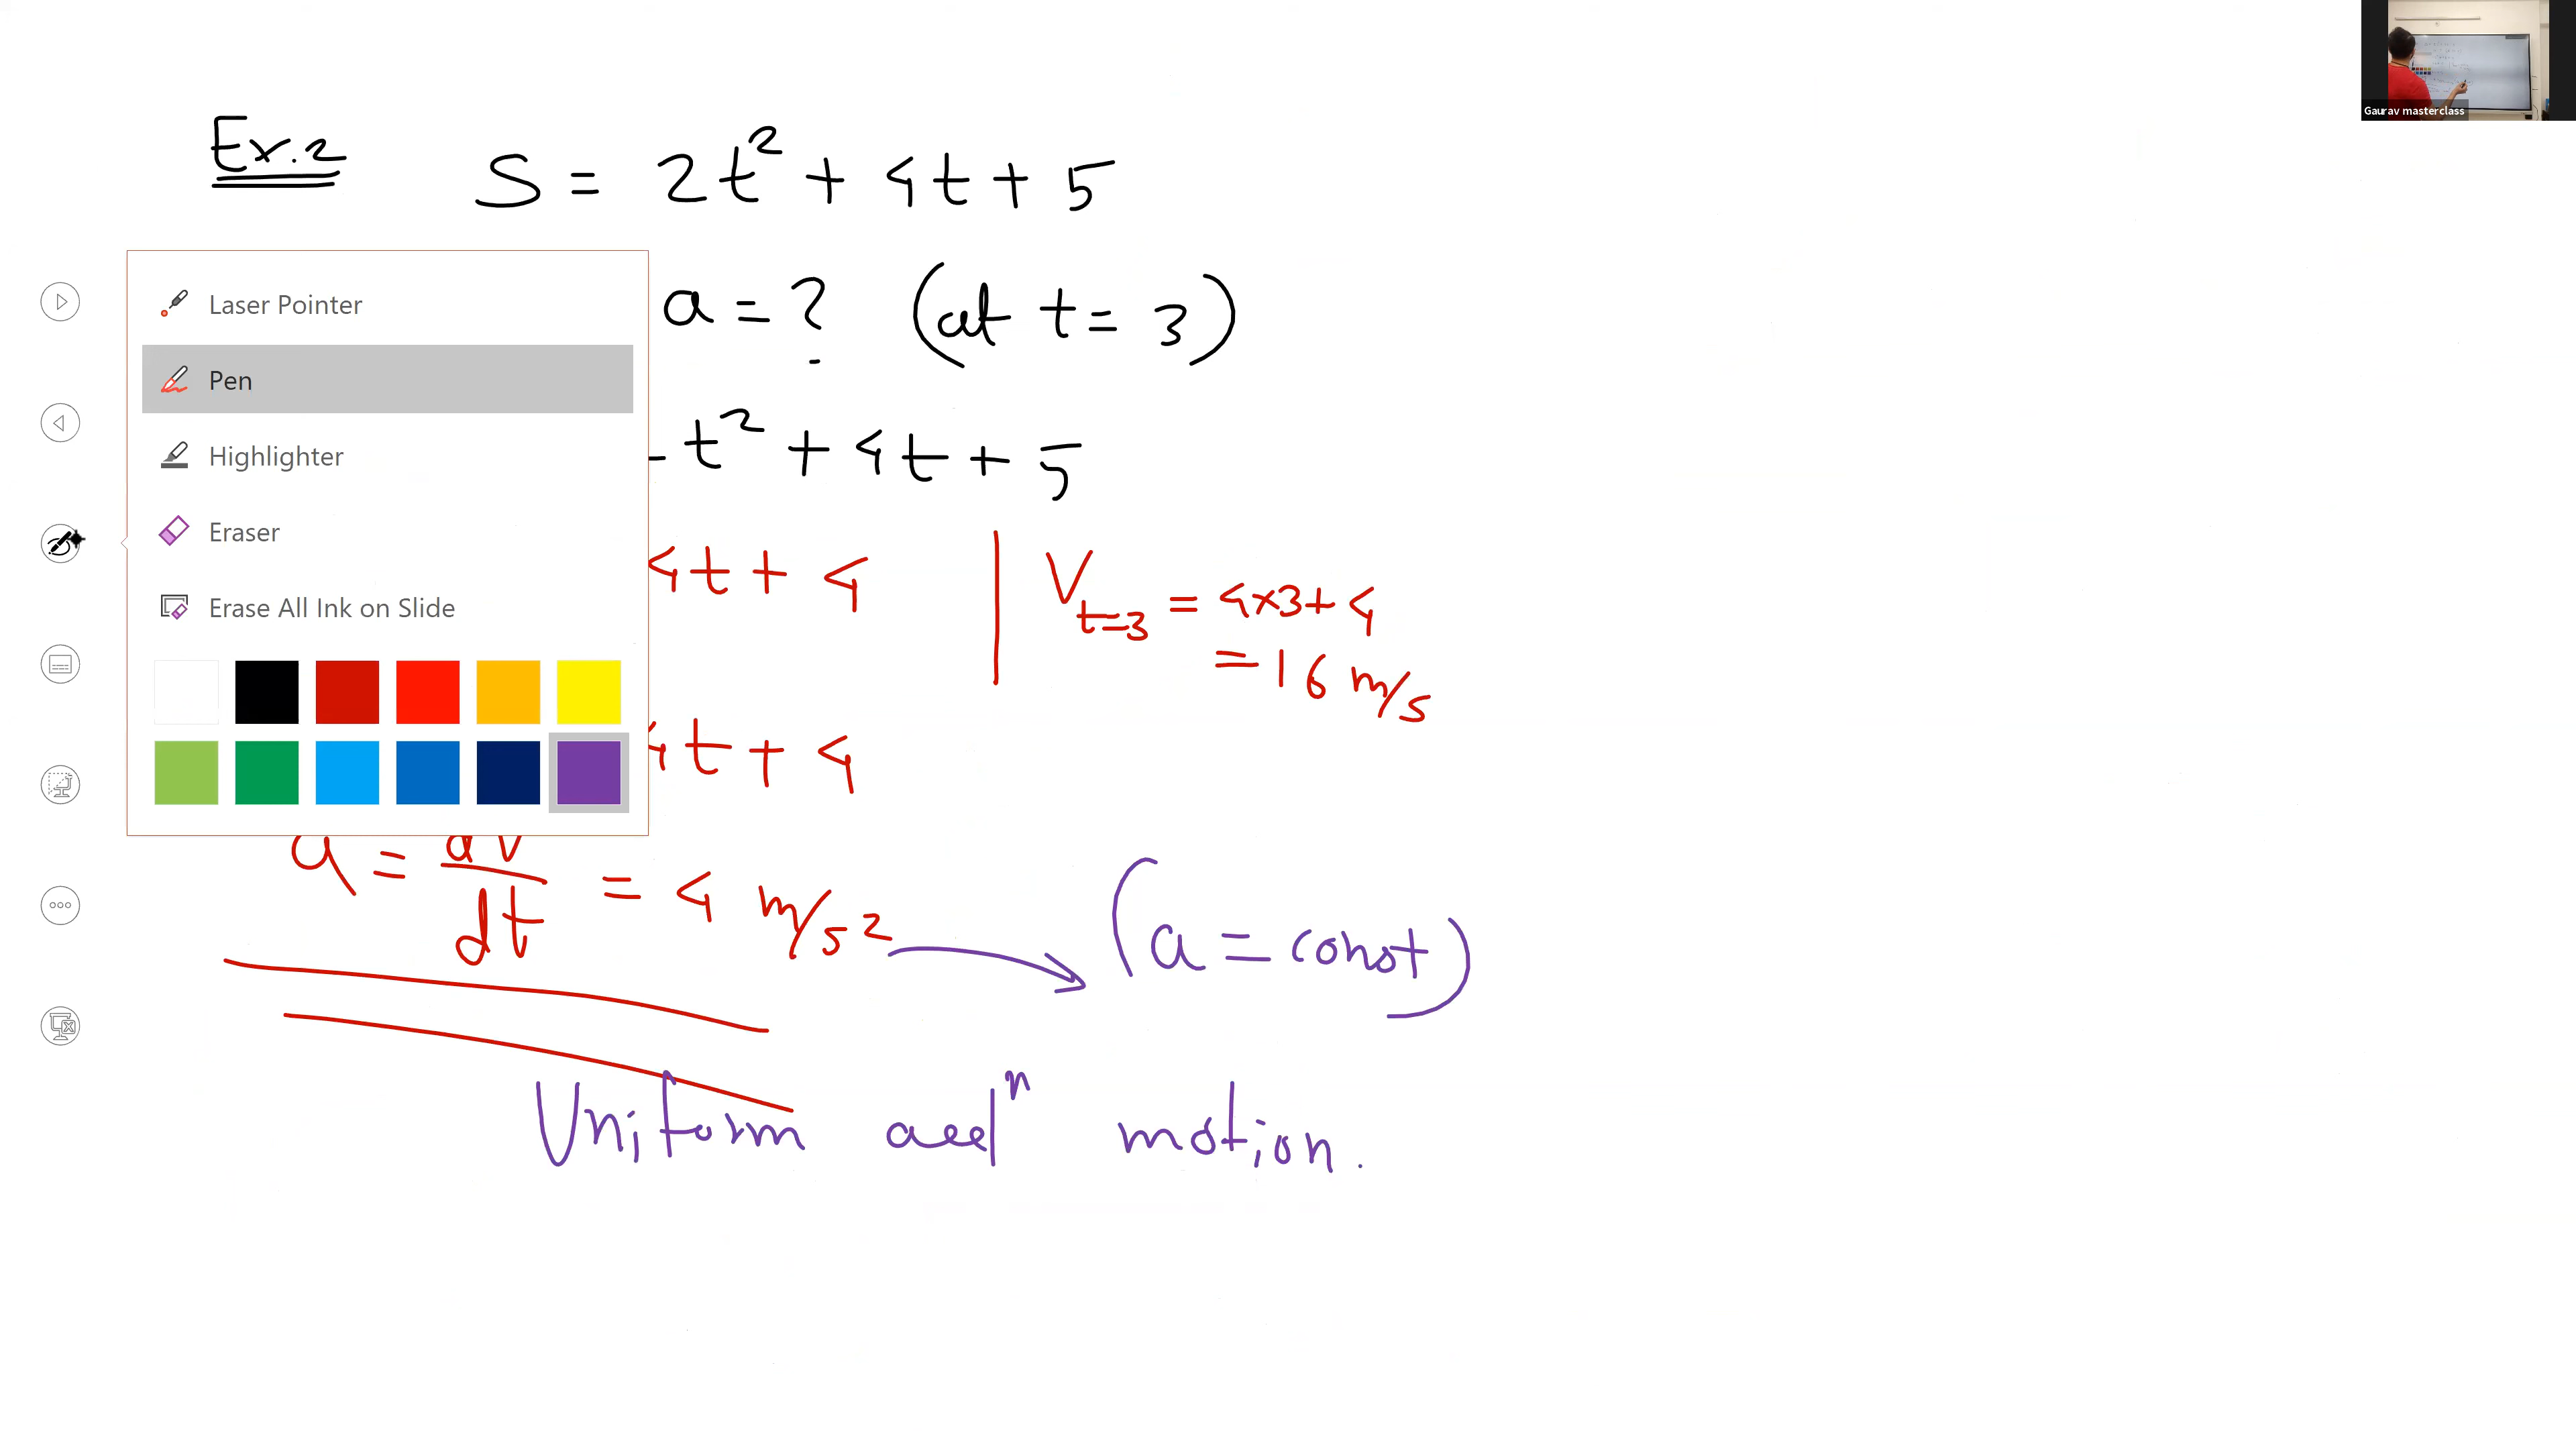 Gaurav masterclass
Ex.2 S = 2t² + 4t + 5
a = ? (at t = 3)
t² + 4t + 5
4t + 4
V t=3 = 4×3+4
= 16 m/s
4t + 4
a = dv/dt = 4 m/s² (a = const)
Uniform accⁿ motion.
Laser Pointer
Pen
Highlighter
Eraser
Erase All Ink on Slide